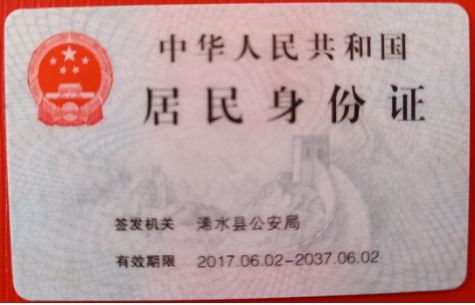 中华人民共和国
居民身份证
签发机关 浠水县公安局
有效期限 2017.06.02-2037.06.02